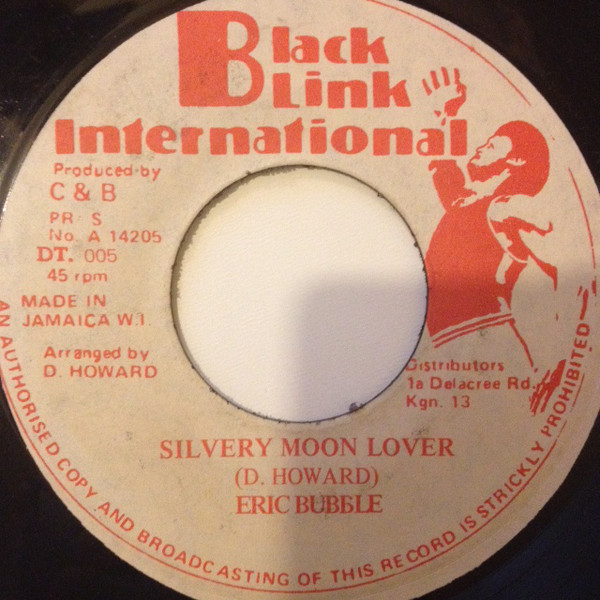 Black
Link
International
Produced by
C & B
PR S
No. A 14205
DT. 005
45 rpm
MADE IN
JAMAICA W.I.
Arranged by
D. HOWARD
Distributors
1a Delacree Rd.
Kgn. 13
SILVERY MOON LOVER
(D. HOWARD)
ERIC BUBBLE
AN AUTHORISED COPY AND BROADCASTING OF THIS RECORD IS STRICKLY PROHIBITED